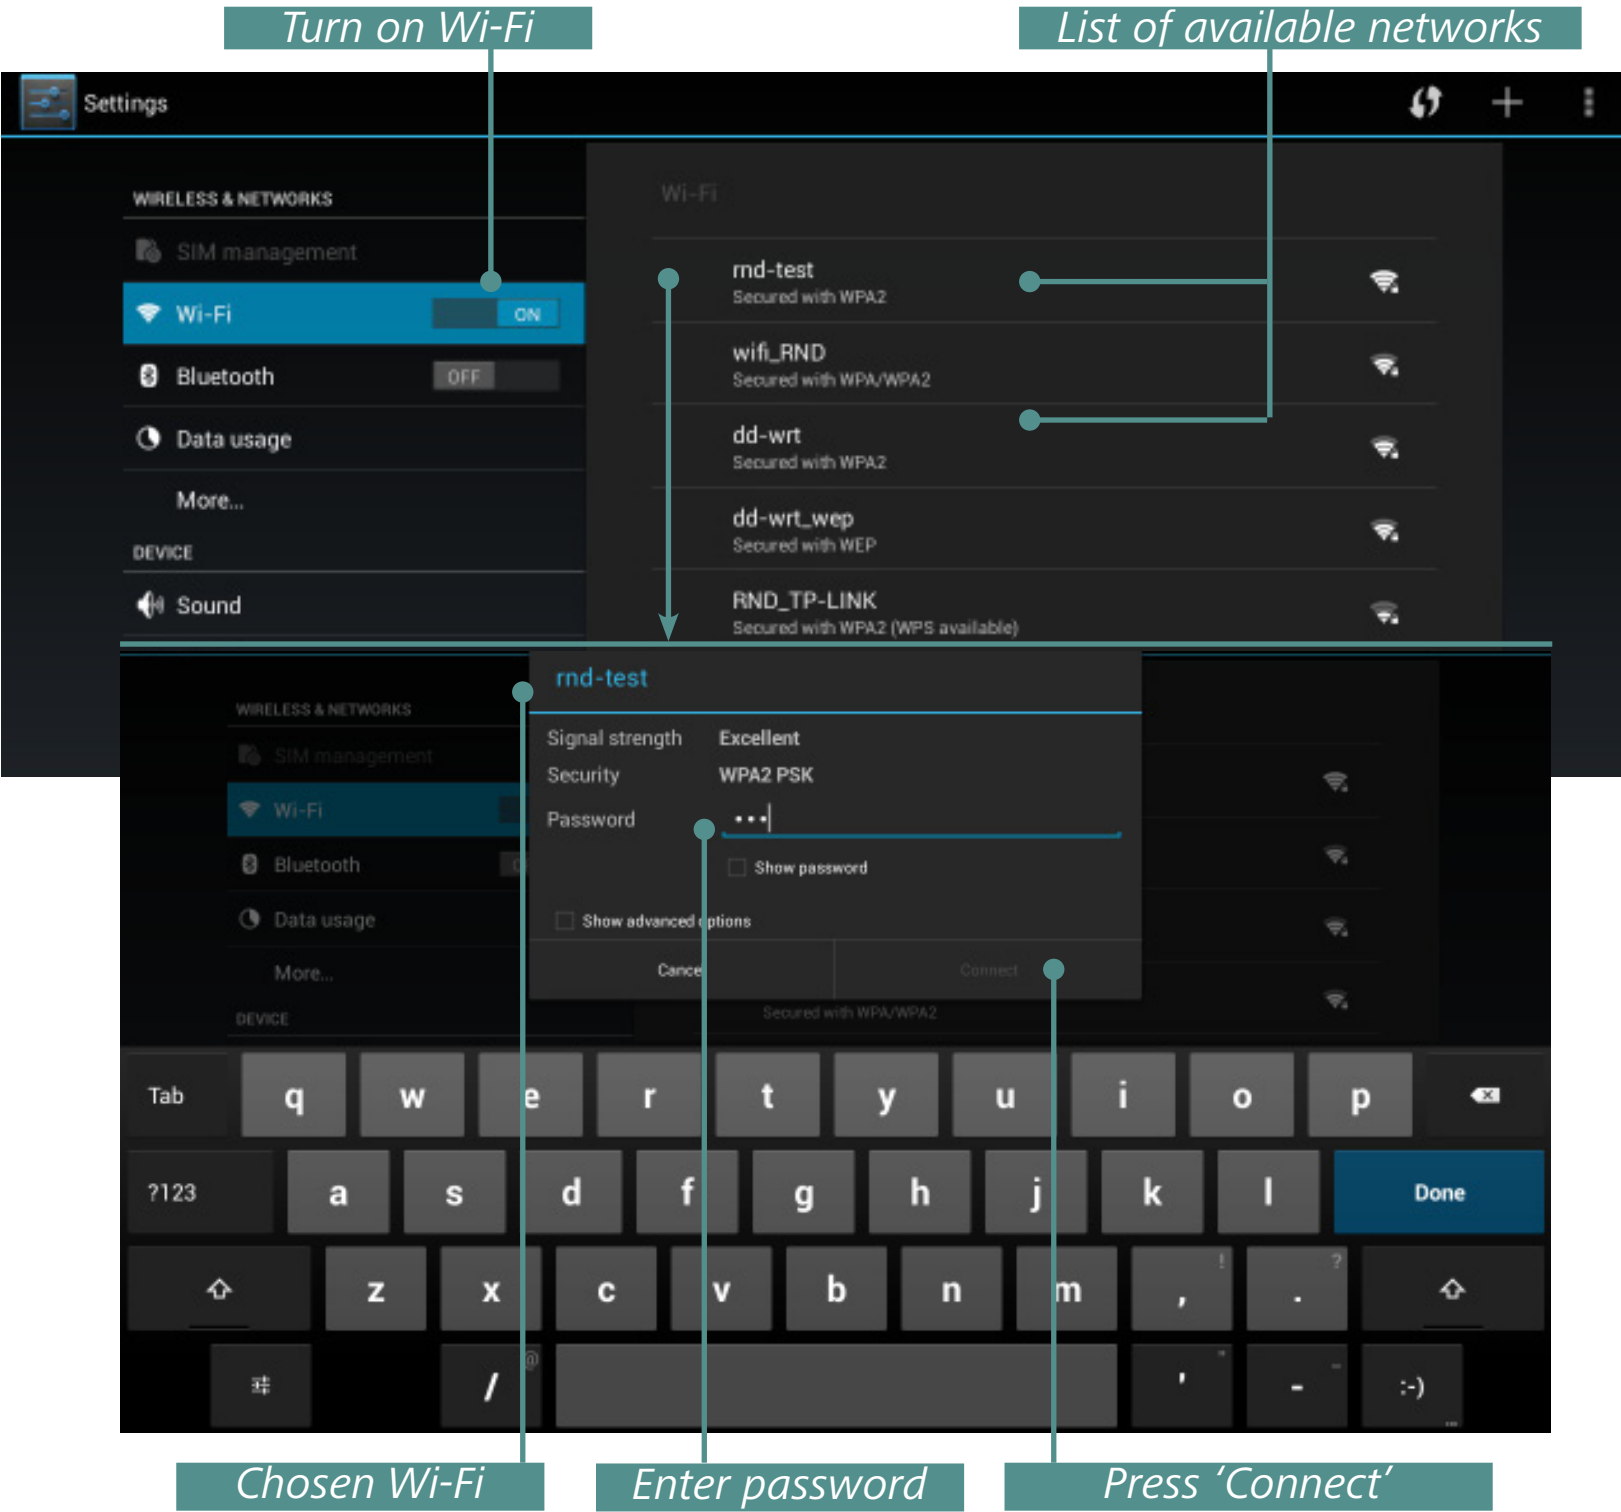 Turn on Wi-Fi
List of available networks
Settings
WIRELESS & NETWORKS
SIM management
Wi-Fi
ON
Bluetooth
OFF
Data usage
More...
DEVICE
Sound
Wi-Fi
rnd-test
Secured with WPA2
wifi_RND
Secured with WPA/WPA2
dd-wrt
Secured with WPA2
dd-wrt_wep
Secured with WEP
RND_TP-LINK
Secured with WPA2 (WPS available)
WIRELESS & NETWORKS
SIM management
Wi-Fi
Bluetooth
Data usage
More...
DEVICE
rnd-test
Signal strength Excellent
Security WPA2 PSK
Password •••
Show password
Show advanced options
Cancel
Connect
Secured with WPA/WPA2
Tab q w e r t y u i o p
?123 a s d f g h j k l Done
z x c v b n m , ! . ?
/ @ ' " - _ :-) ...
Chosen Wi-Fi
Enter password
Press ‘Connect’